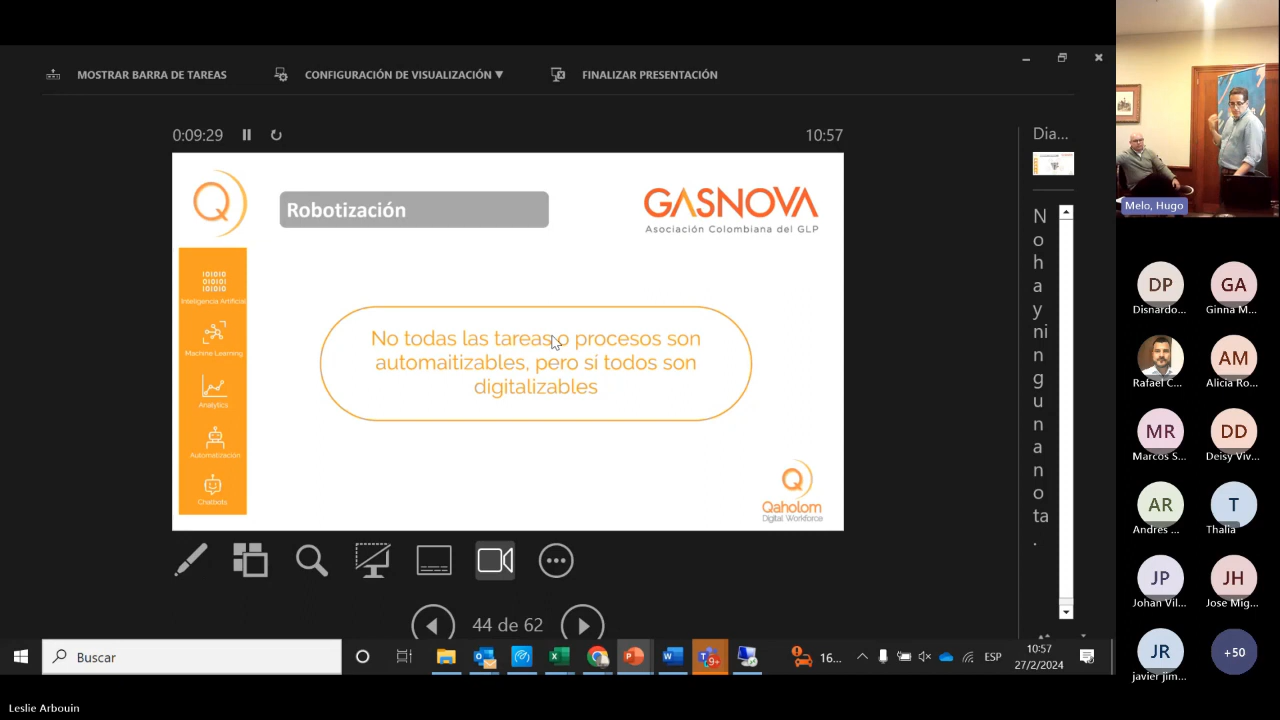 MOSTRAR BARRA DE TAREAS
CONFIGURACIÓN DE VISUALIZACIÓN ▼
FINALIZAR PRESENTACIÓN
0:09:29
10:57
Dia...
Robotización
GASNOVA
Asociación Colombiana del GLP
101010
010101
101010
Inteligencia Artificial
Machine Learning
Analytics
Automatización
Chatbots
No todas las tareas o procesos son
automaitizables, pero sí todos son
digitalizables
Qaholom
Digital Workforce
N
o
h
a
y
ni
n
g
u
n
a
n
o
ta
.
44 de 62
Buscar
9+
16...
ESP
10:57
27/2/2024
Melo, Hugo
DP
GA
Disnardo...
Ginna M...
AM
Rafael C...
Alicia Ro...
MR
DD
Marcos S...
Deisy Viv...
AR
T
Andres ...
Thalia
JP
JH
Johan Vil...
Jose Mig...
JR
+50
javier jim...
Leslie Arbouin